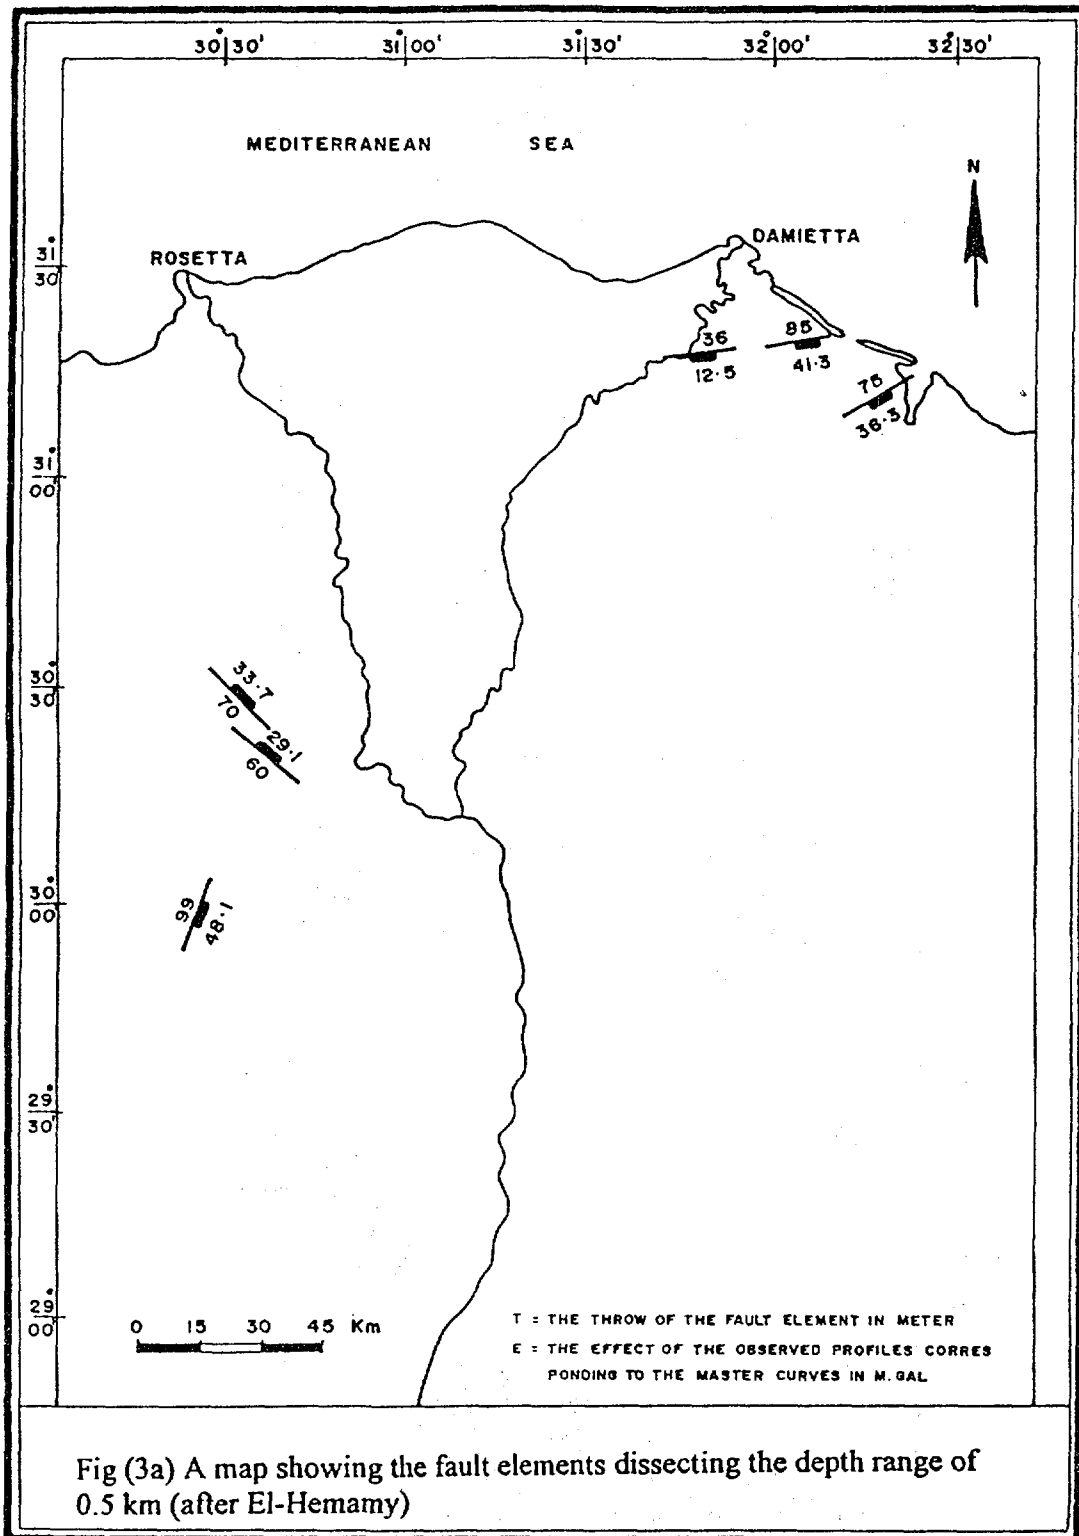 30°30' 31°00' 31°30' 32°00' 32°30'
MEDITERRANEAN SEA
N
DAMIETTA
ROSETTA
31°
30'
85
36
41.3
12.5
75
36.3
31°
00'
30°
30'
33.7
70
29.1
60
30°
00'
99
48.1
29°
30'
29°
00'
0 15 30 45 Km
T = THE THROW OF THE FAULT ELEMENT IN METER
E = THE EFFECT OF THE OBSERVED PROFILES CORRES
PONDING TO THE MASTER CURVES IN M.GAL
Fig (3a) A map showing the fault elements dissecting the depth range of
0.5 km (after El-Hemamy)